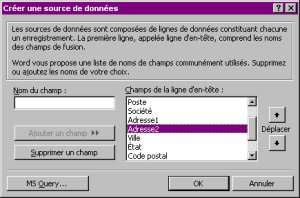 Créer une source de données
Les sources de données sont composées de lignes de données constituant chacune
un enregistrement. La première ligne, appelée ligne d'en-tête, comprend les noms
des champs de fusion.
Word vous propose une liste de noms de champs communément utilisés. Supprimez
ou ajoutez les noms de votre choix.
Nom du champ :
Champs de la ligne d'en-tête :
Poste
Société
Adresse1
Adresse2
Ville
État
Code postal
Déplacer
Ajouter un champ
Supprimer un champ
MS Query...
OK
Annuler